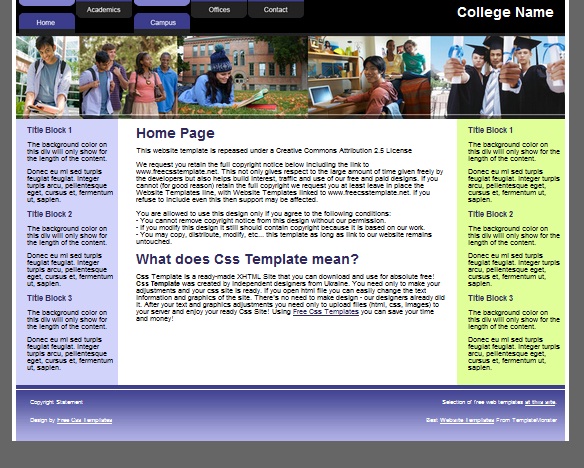 Home
Academics
Campus
Offices
Contact
College Name
Title Block 1
The background color on
this div will only show for
the length of the content.
Donec eu mi sed turpis
feugiat feugiat. Integer
turpis arcu, pellentesque
eget, cursus et, fermentum
ut, sapien.
Title Block 2
The background color on
this div will only show for
the length of the content.
Donec eu mi sed turpis
feugiat feugiat. Integer
turpis arcu, pellentesque
eget, cursus et, fermentum
ut, sapien.
Title Block 3
The background color on
this div will only show for
the length of the content.
Donec eu mi sed turpis
feugiat feugiat. Integer
turpis arcu, pellentesque
eget, cursus et, fermentum
ut, sapien.
Home Page
This website template is repeased under a Creative Commons Attribution 2.5 License
We request you retain the full copyright notice below including the link to
www.freecsstemplate.net. This not only gives respect to the large amount of time given freely by
the developers but also helps build interest, traffic and use of our free and paid designs. If you
cannot (for good reason) retain the full copyright we request you at least leave in place the
Website Templates line, with Website Templates linked to www.freecsstemplate.net. If you
refuse to include even this then support may be affected.
You are allowed to use this design only if you agree to the following conditions:
- You cannot remove copyright notice from this design without our permission.
- If you modify this design it still should contain copyright because it is based on our work.
- You may copy, distribute, modify, etc... this template as long as link to our website remains
untouched.
What does Css Template mean?
Css Template is a ready-made XHTML Site that you can download and use for absolute free!
Css Template was created by independent designers from Ukraine. You need only to make your
adjustments and your css site is ready. If you open html file you can easily change the text
information and graphics of the site. There's no need to make design - our designers already did
it. After your text and graphics adjustments you need only to upload files (html, css, images) to
your server and enjoy your ready Css Site! Using Free Css Templates you can save your time
and money!
Title Block 1
The background color on
this div will only show for
the length of the content.
Donec eu mi sed turpis
feugiat feugiat. Integer
turpis arcu, pellentesque
eget, cursus et, fermentum
ut, sapien.
Title Block 2
The background color on
this div will only show for
the length of the content.
Donec eu mi sed turpis
feugiat feugiat. Integer
turpis arcu, pellentesque
eget, cursus et, fermentum
ut, sapien.
Title Block 3
The background color on
this div will only show for
the length of the content.
Donec eu mi sed turpis
feugiat feugiat. Integer
turpis arcu, pellentesque
eget, cursus et, fermentum
ut, sapien.
Copyright Statement
Selection of free web templates at this site.
Design by Free Css Templates
Best Website Templates From TemplateMonster